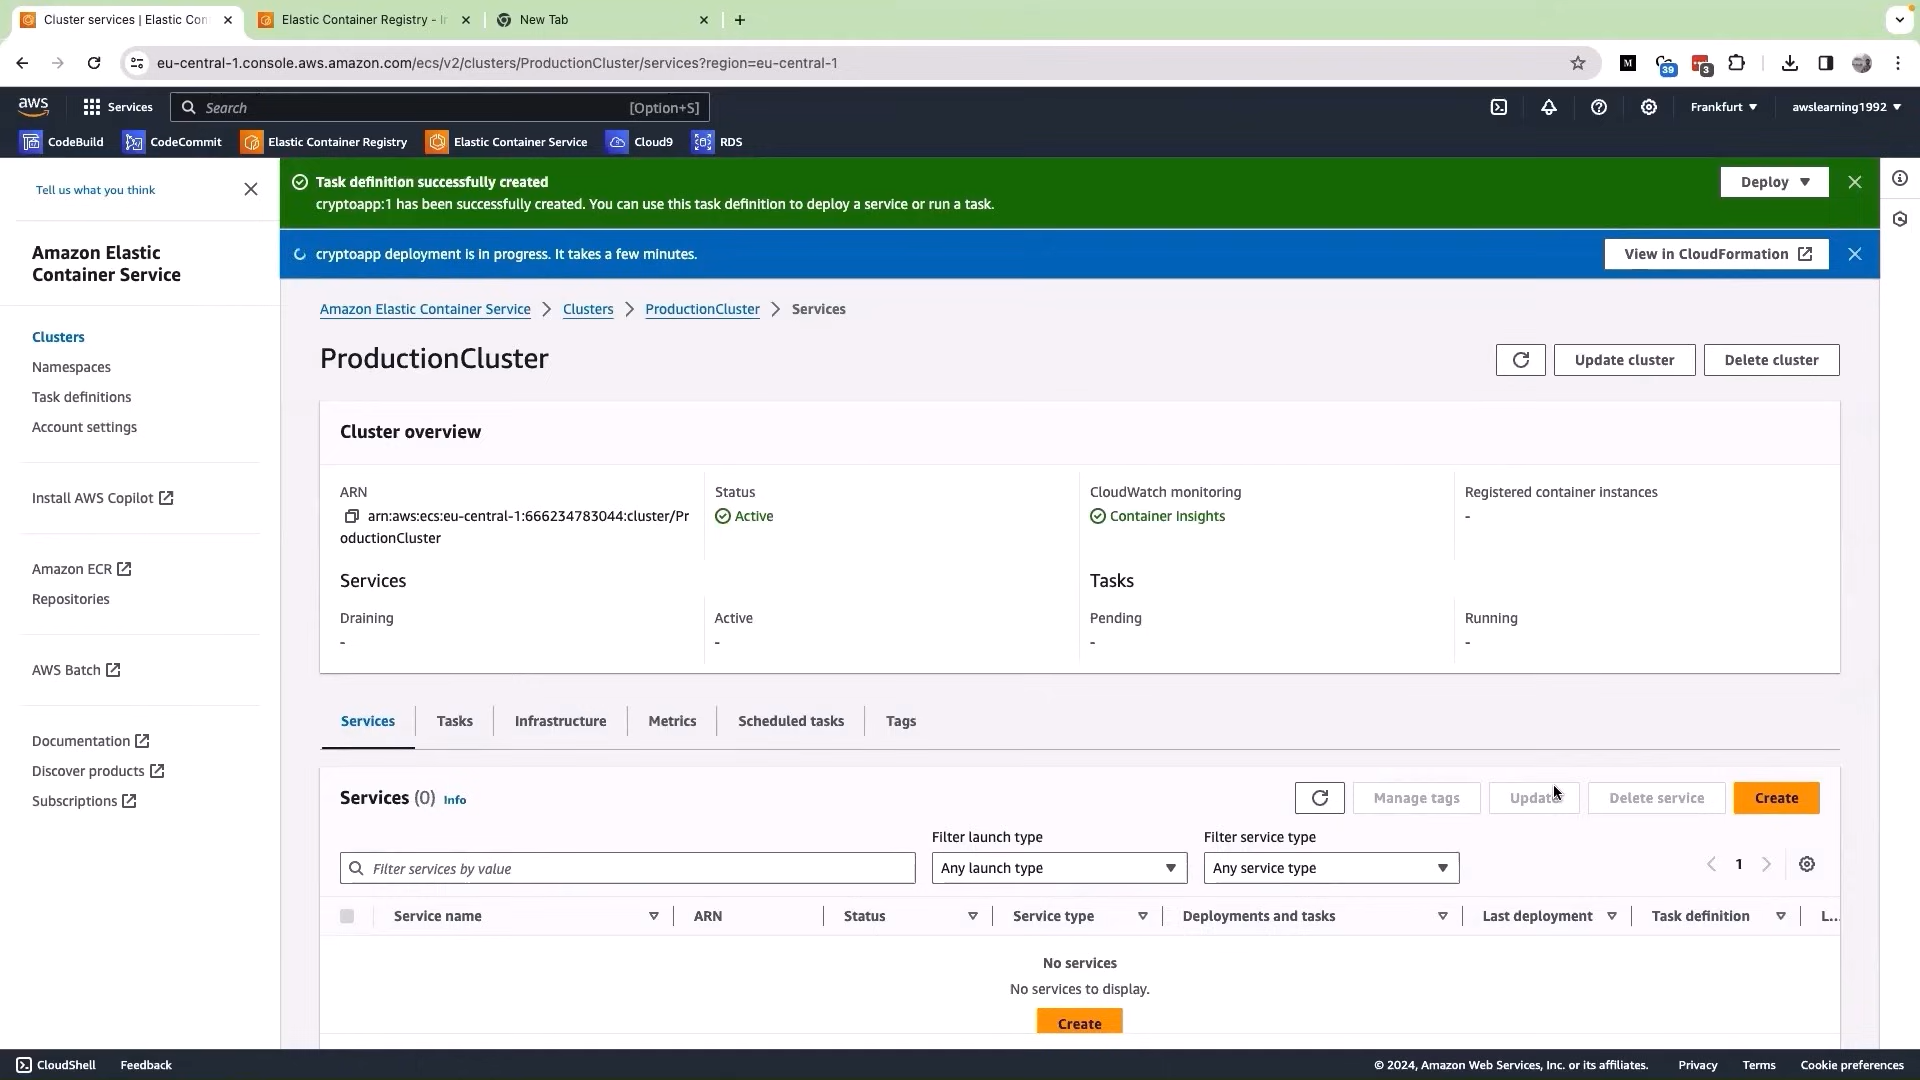 Cluster services | Elastic Con
Elastic Container Registry - I
New Tab
eu-central-1.console.aws.amazon.com/ecs/v2/clusters/ProductionCluster/services?region=eu-central-1
M
39
3
aws
Services
Search
[Option+S]
Frankfurt
awslearning1992
CodeBuild
CodeCommit
Elastic Container Registry
Elastic Container Service
Cloud9
RDS
Tell us what you think
Task definition successfully created
cryptoapp:1 has been successfully created. You can use this task definition to deploy a service or run a task.
Deploy
cryptoapp deployment is in progress. It takes a few minutes.
View in CloudFormation
Amazon Elastic
Container Service
Clusters
Namespaces
Task definitions
Account settings
Install AWS Copilot
Amazon ECR
Repositories
AWS Batch
Documentation
Discover products
Subscriptions
Amazon Elastic Container Service
Clusters
ProductionCluster
Services
ProductionCluster
Update cluster
Delete cluster
Cluster overview
ARN
arn:aws:ecs:eu-central-1:666234783044:cluster/Pr
oductionCluster
Status
Active
CloudWatch monitoring
Container Insights
Registered container instances
-
Services
Tasks
Draining
-
Active
-
Pending
-
Running
-
Services
Tasks
Infrastructure
Metrics
Scheduled tasks
Tags
Services (0)
Info
Manage tags
Update
Delete service
Create
Filter launch type
Filter service type
Filter services by value
Any launch type
Any service type
1
Service name
ARN
Status
Service type
Deployments and tasks
Last deployment
Task definition
L...
No services
No services to display.
Create
CloudShell
Feedback
© 2024, Amazon Web Services, Inc. or its affiliates.
Privacy
Terms
Cookie preferences